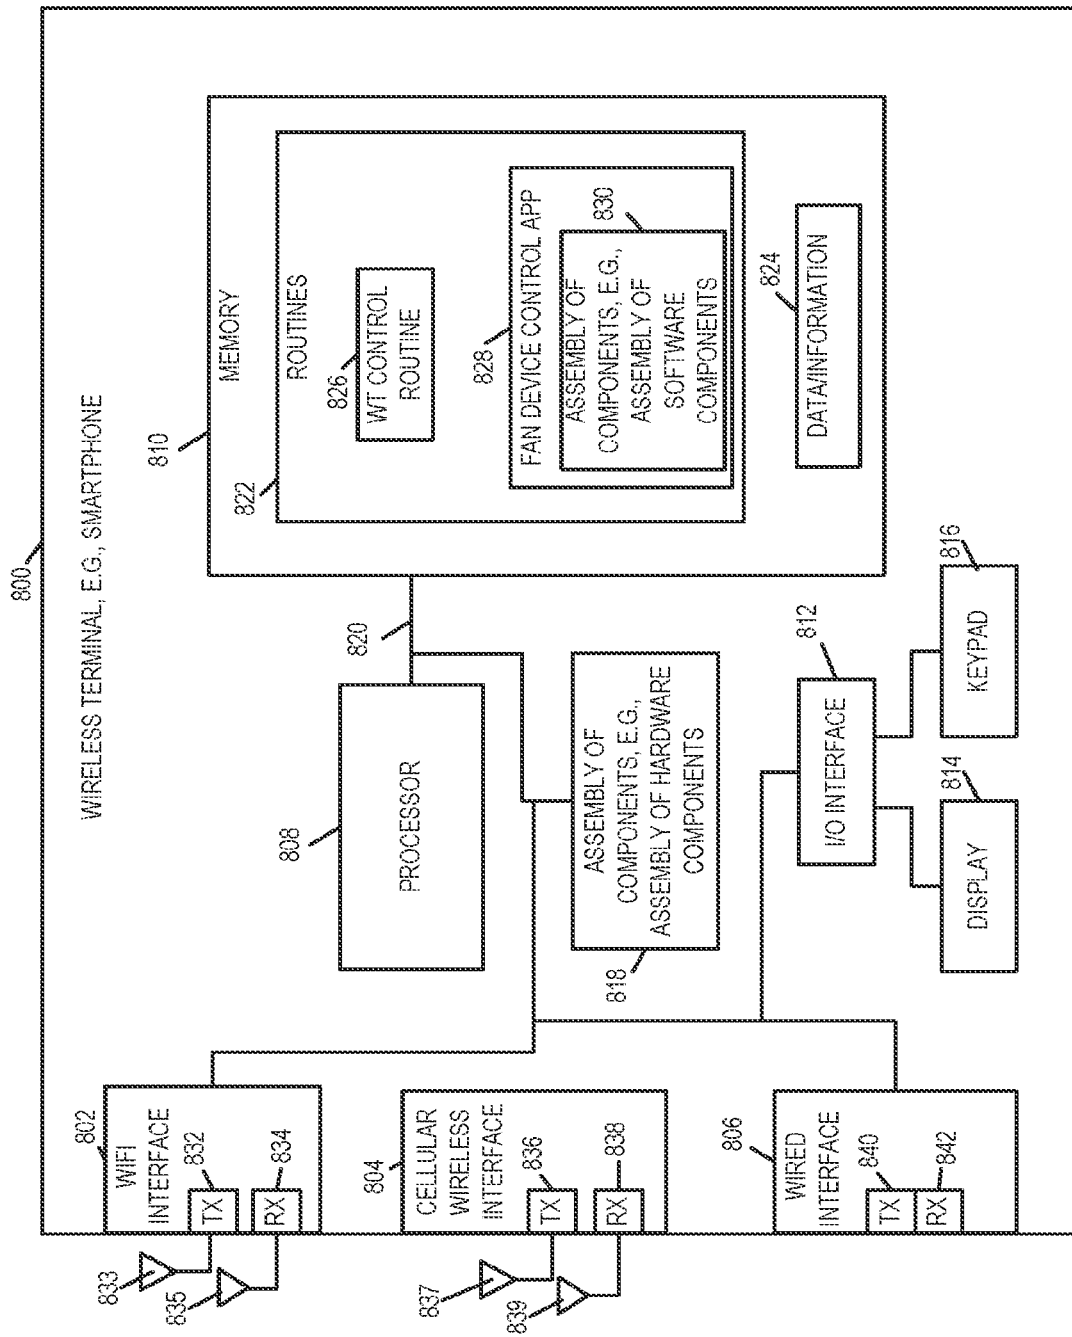 800
WIRELESS TERMINAL, E.G., SMARTPHONE
802
WIFI
INTERFACE
TX
832
RX
834
833
835
804
CELLULAR
WIRELESS
INTERFACE
TX
836
RX
838
837
839
806
WIRED
INTERFACE
TX
840
RX
842
808
PROCESSOR
820
818
ASSEMBLY OF
COMPONENTS, E.G.,
ASSEMBLY OF HARDWARE
COMPONENTS
812
I/O INTERFACE
814
DISPLAY
816
KEYPAD
810
MEMORY
822
ROUTINES
826
WT CONTROL
ROUTINE
828
FAN DEVICE CONTROL APP
830
ASSEMBLY OF
COMPONENTS, E.G.,
ASSEMBLY OF
SOFTWARE
COMPONENTS
824
DATA/INFORMATION